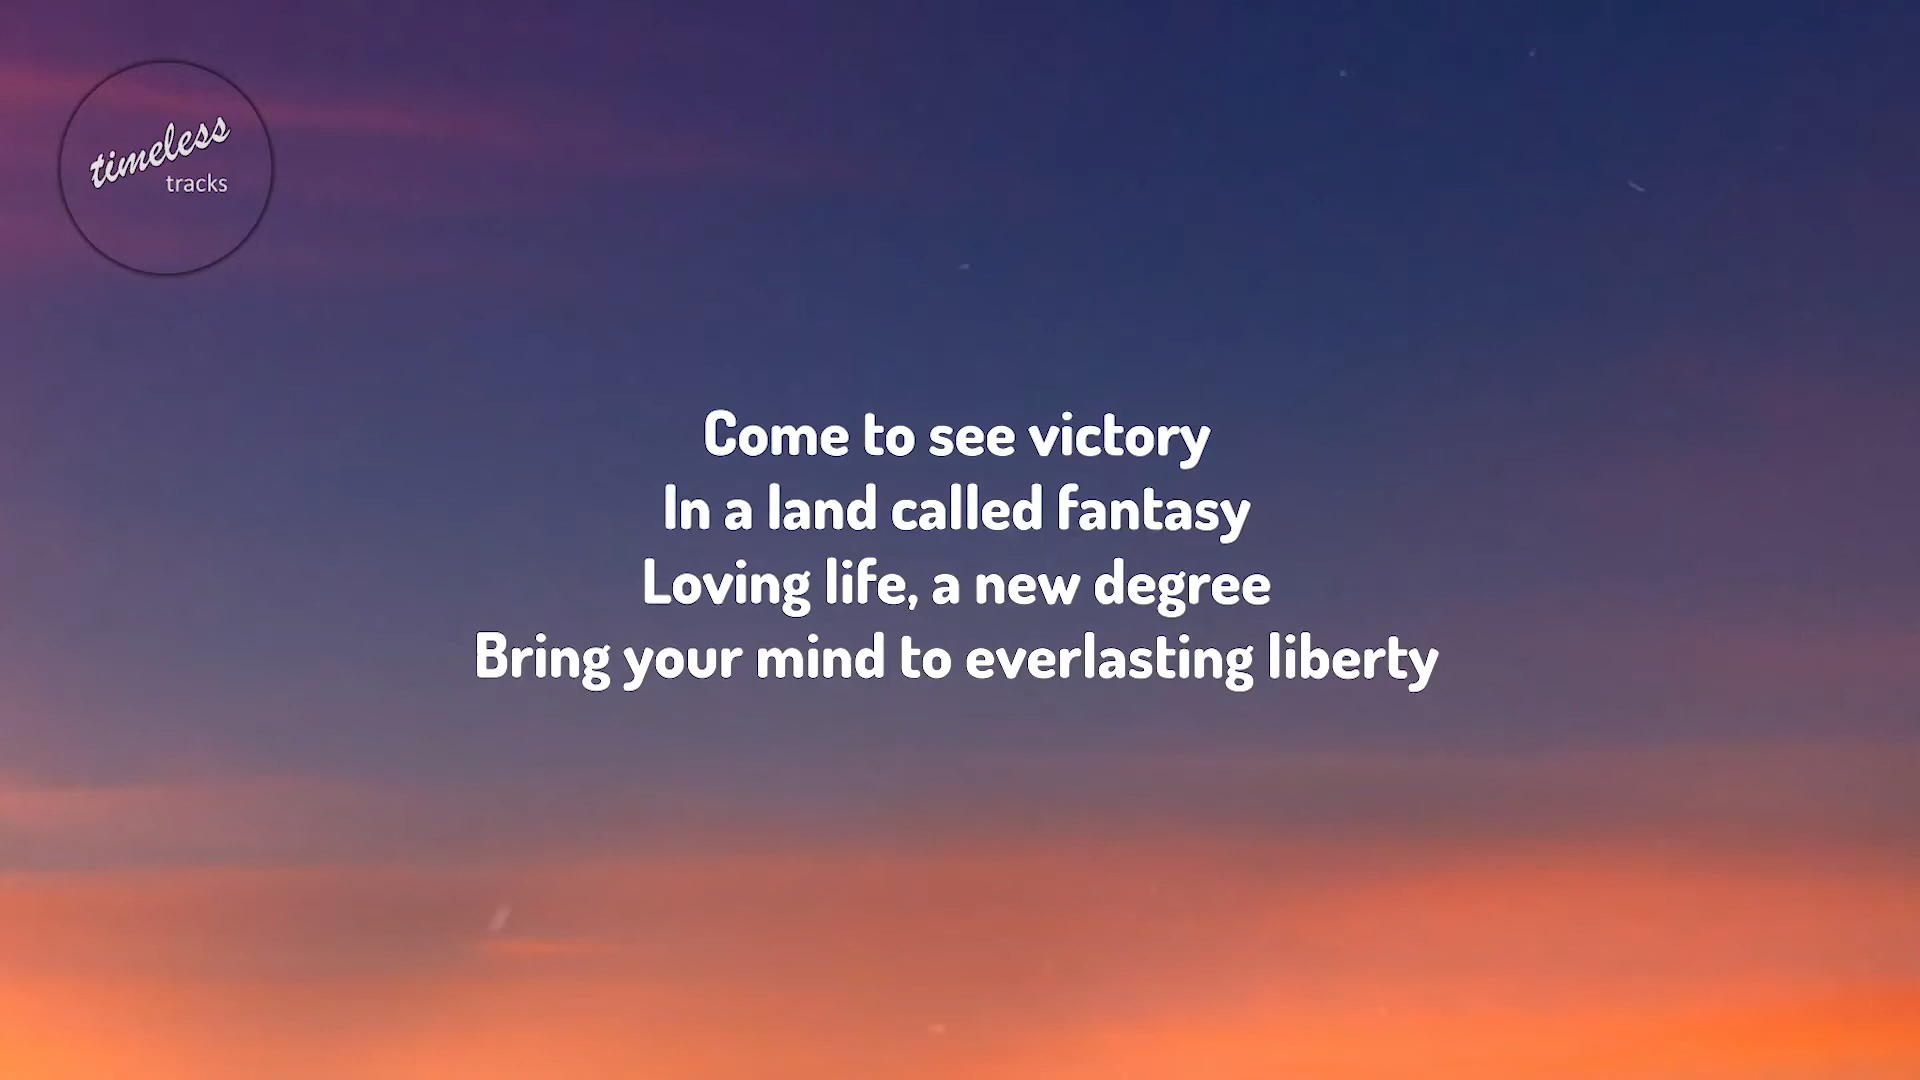 timeless
tracks
Come to see victory
In a land called fantasy
Loving life, a new degree
Bring your mind to everlasting liberty